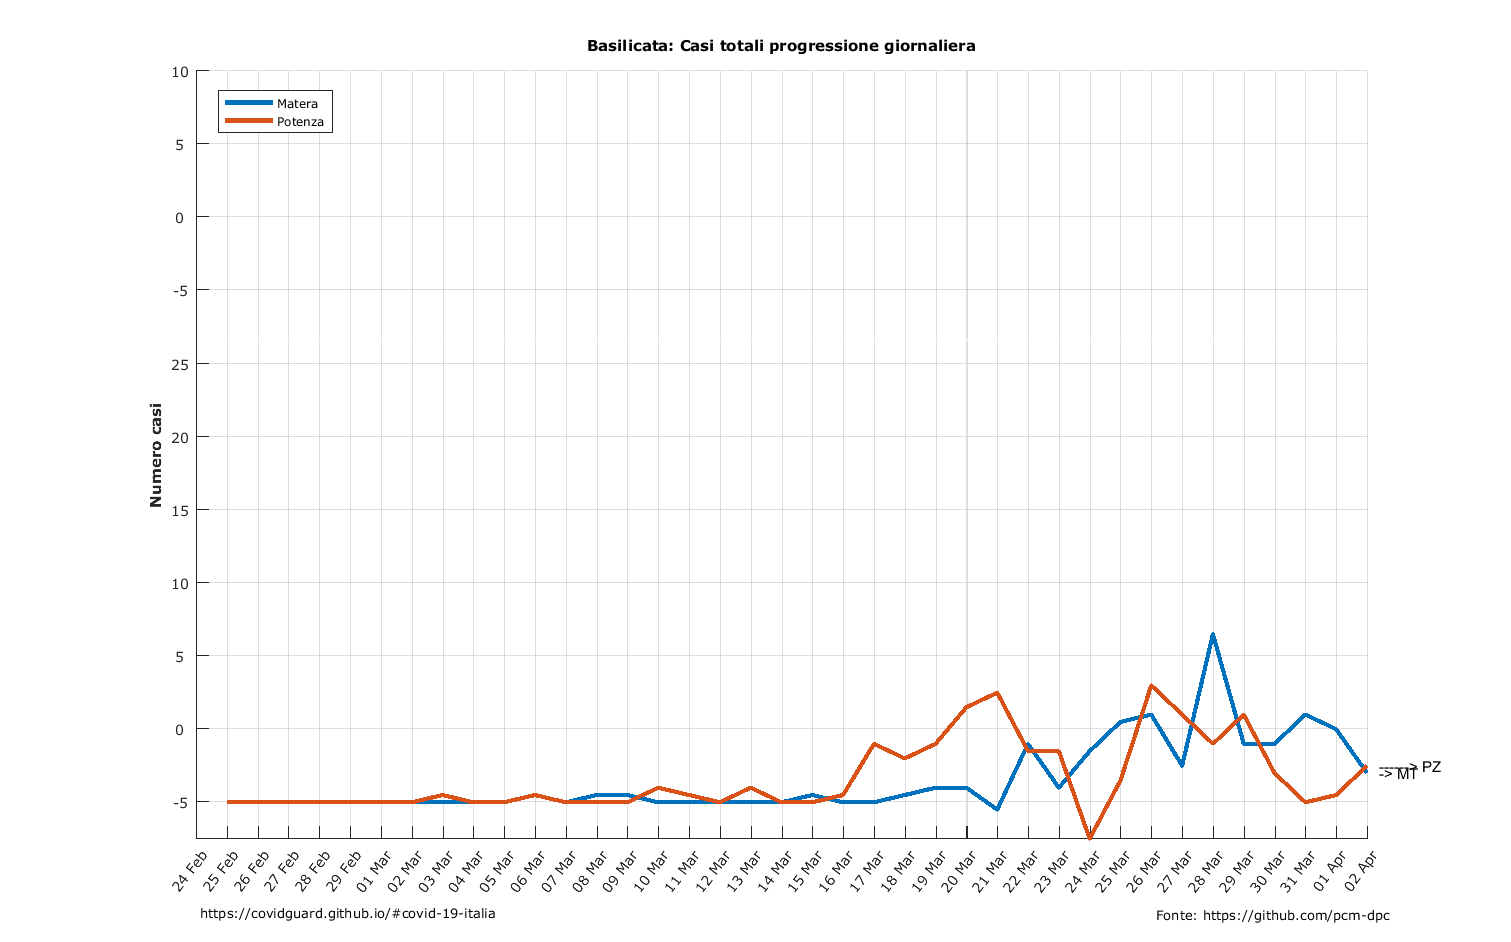 Basilicata: Casi totali progressione giornaliera
10
5
0
-5
25
20
15
10
5
0
-5
Numero casi
Matera
Potenza
-----> PZ
-> MT
24 Feb
25 Feb
26 Feb
27 Feb
28 Feb
29 Feb
01 Mar
02 Mar
03 Mar
04 Mar
05 Mar
06 Mar
07 Mar
08 Mar
09 Mar
10 Mar
11 Mar
12 Mar
13 Mar
14 Mar
15 Mar
16 Mar
17 Mar
18 Mar
19 Mar
20 Mar
21 Mar
22 Mar
23 Mar
24 Mar
25 Mar
26 Mar
27 Mar
28 Mar
29 Mar
30 Mar
31 Mar
01 Apr
02 Apr
https://covidguard.github.io/#covid-19-italia
Fonte: https://github.com/pcm-dpc